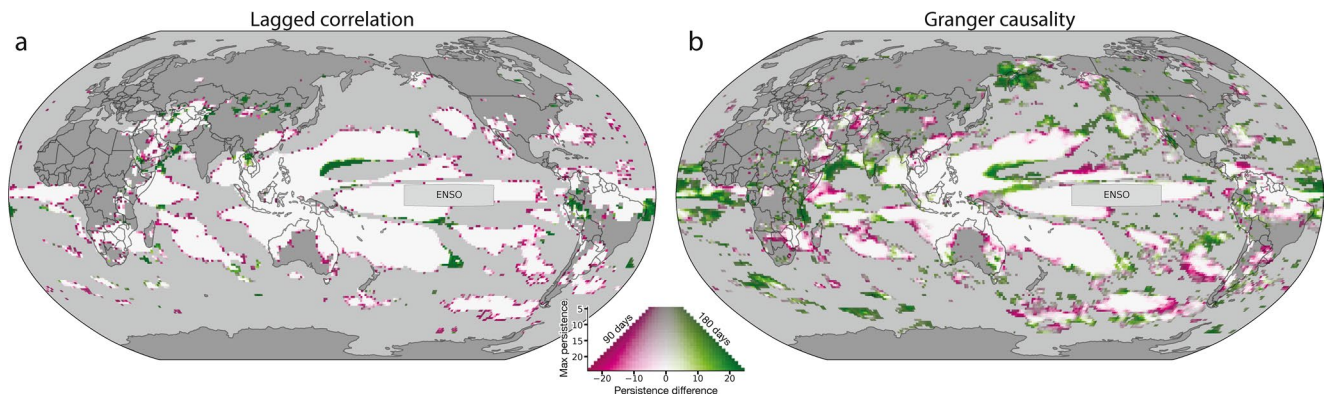 Lagged correlation
Granger causality
a
b
ENSO
ENSO
Max persistence
5
10
15
20
90 days
180 days
−20 −10 0 10 20
Persistence difference